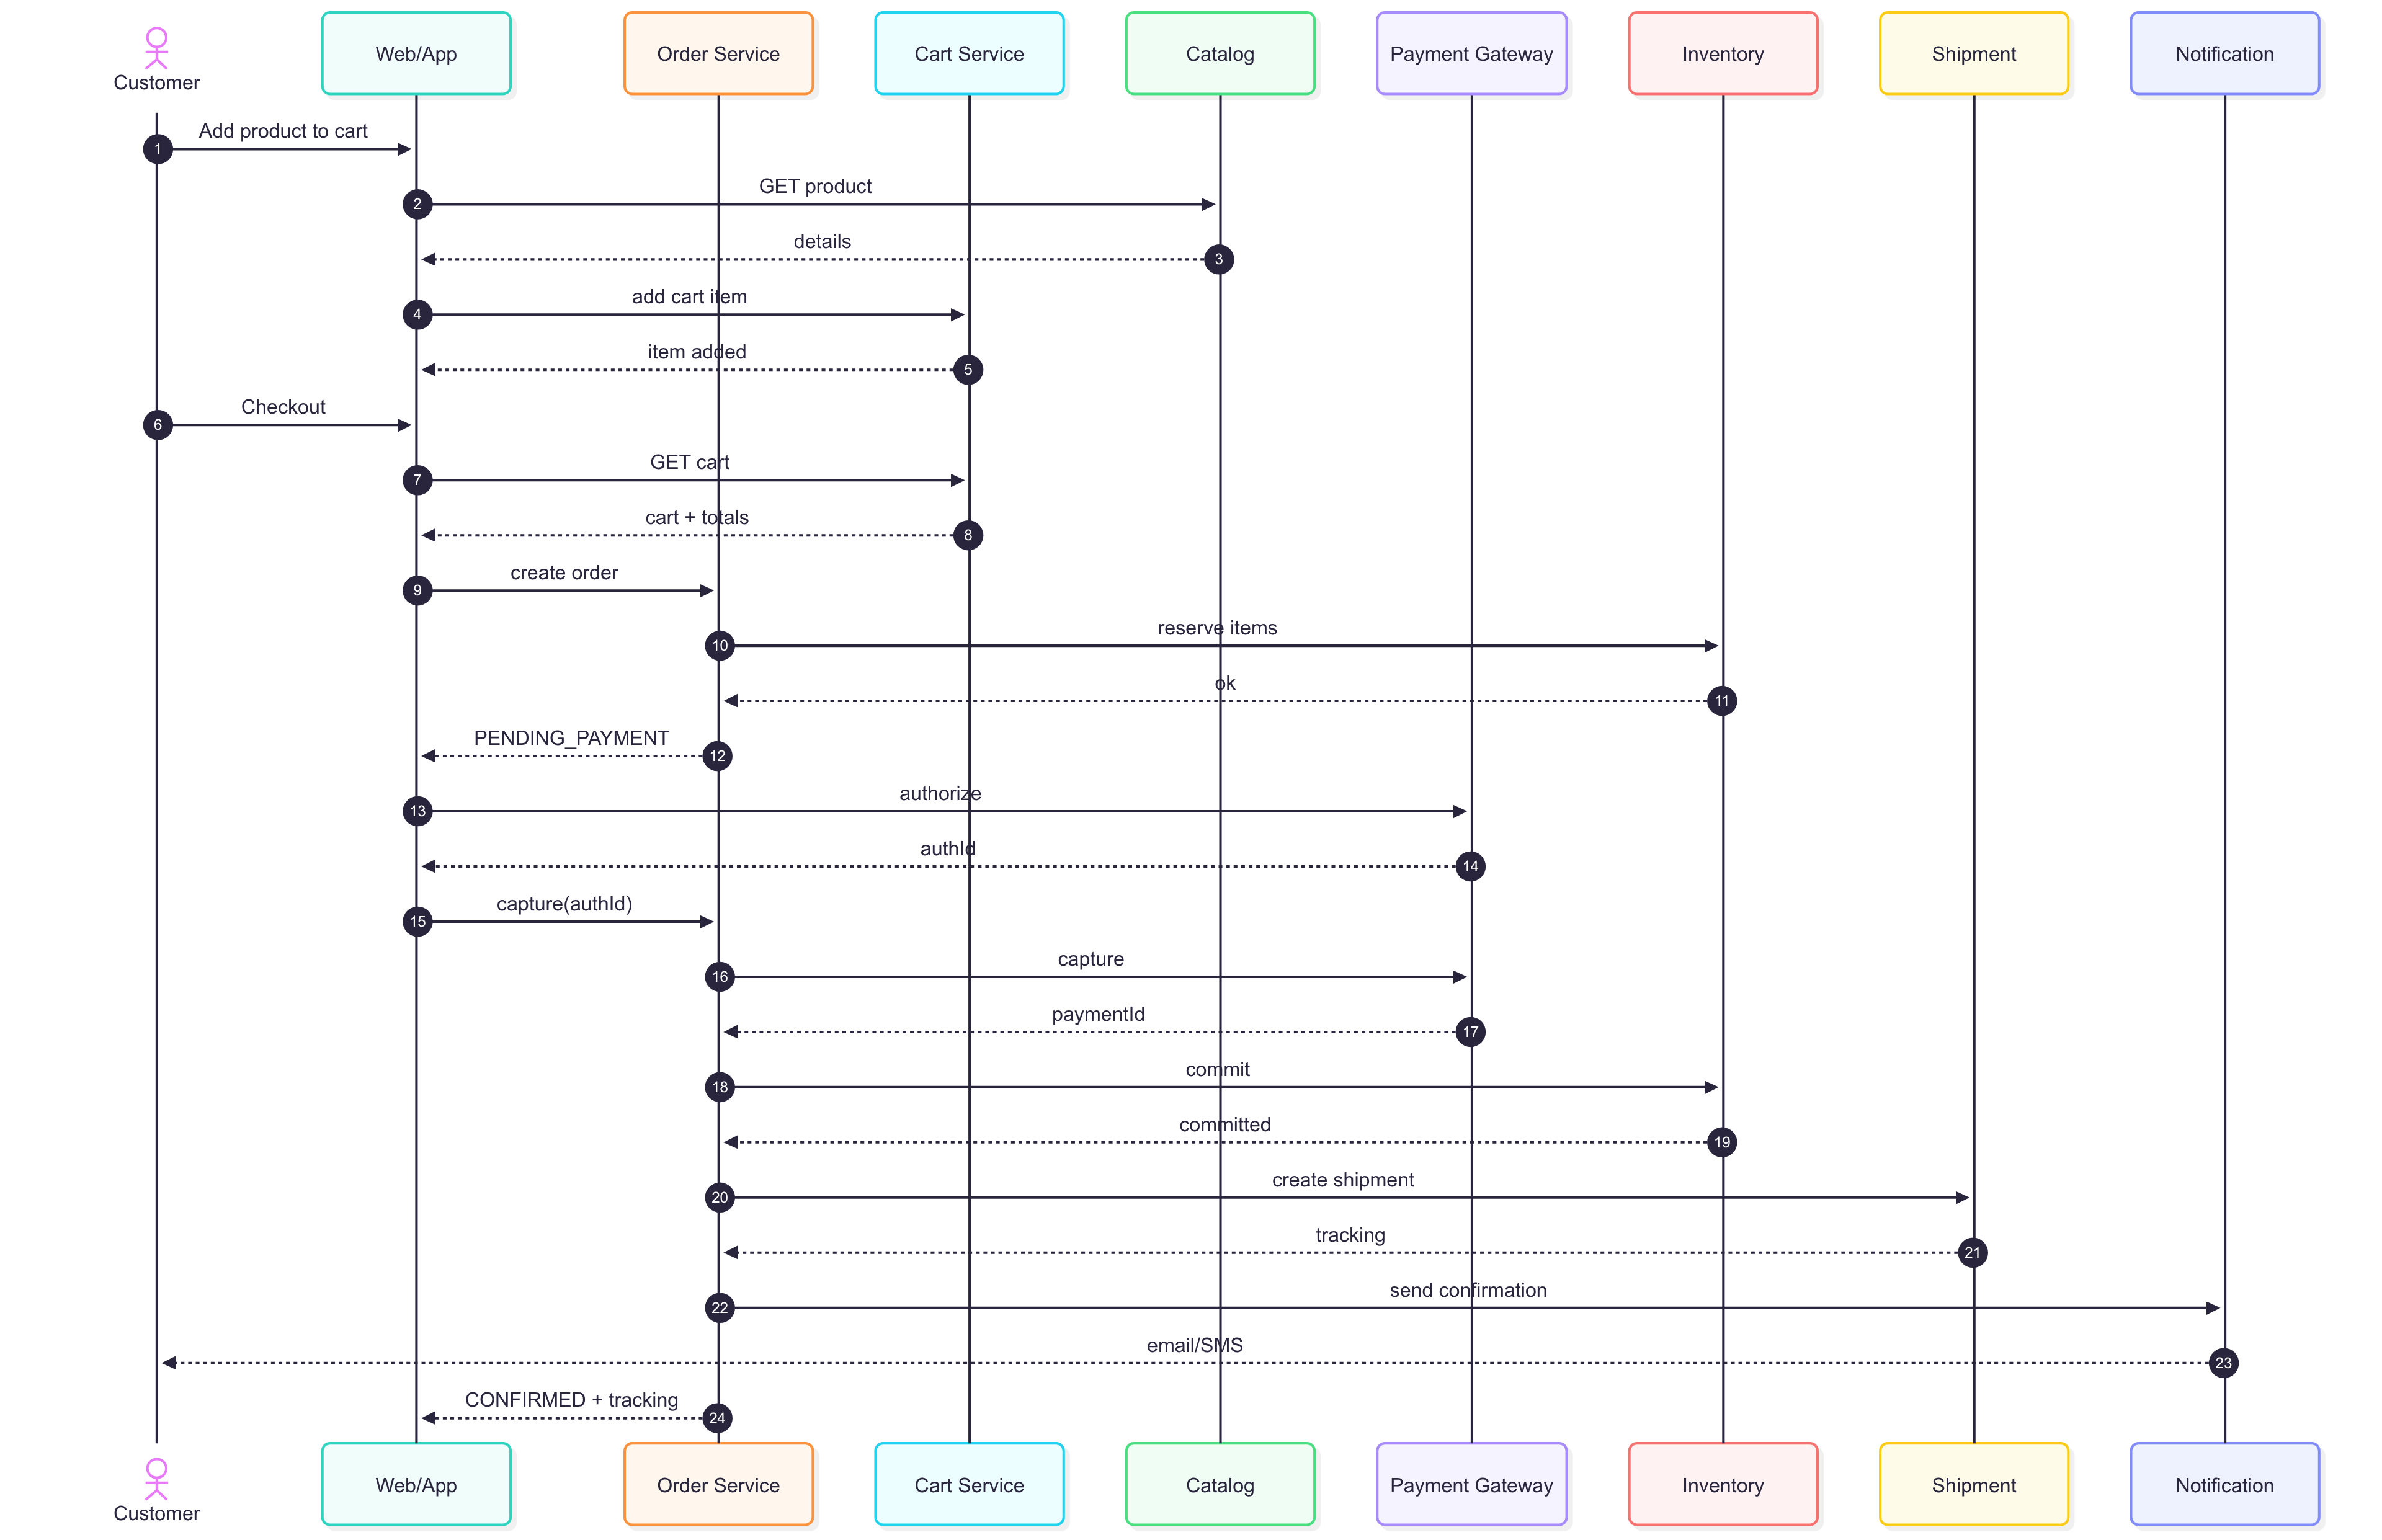 Customer
Web/App
Order Service
Cart Service
Catalog
Payment Gateway
Inventory
Shipment
Notification
Add product to cart
1
GET product
2
details
3
add cart item
4
item added
5
Checkout
6
GET cart
7
cart + totals
8
create order
9
reserve items
10
ok
11
PENDING_PAYMENT
12
authorize
13
authId
14
capture(authId)
15
capture
16
paymentId
17
commit
18
committed
19
create shipment
20
tracking
21
send confirmation
22
email/SMS
23
CONFIRMED + tracking
24
Customer
Web/App
Order Service
Cart Service
Catalog
Payment Gateway
Inventory
Shipment
Notification